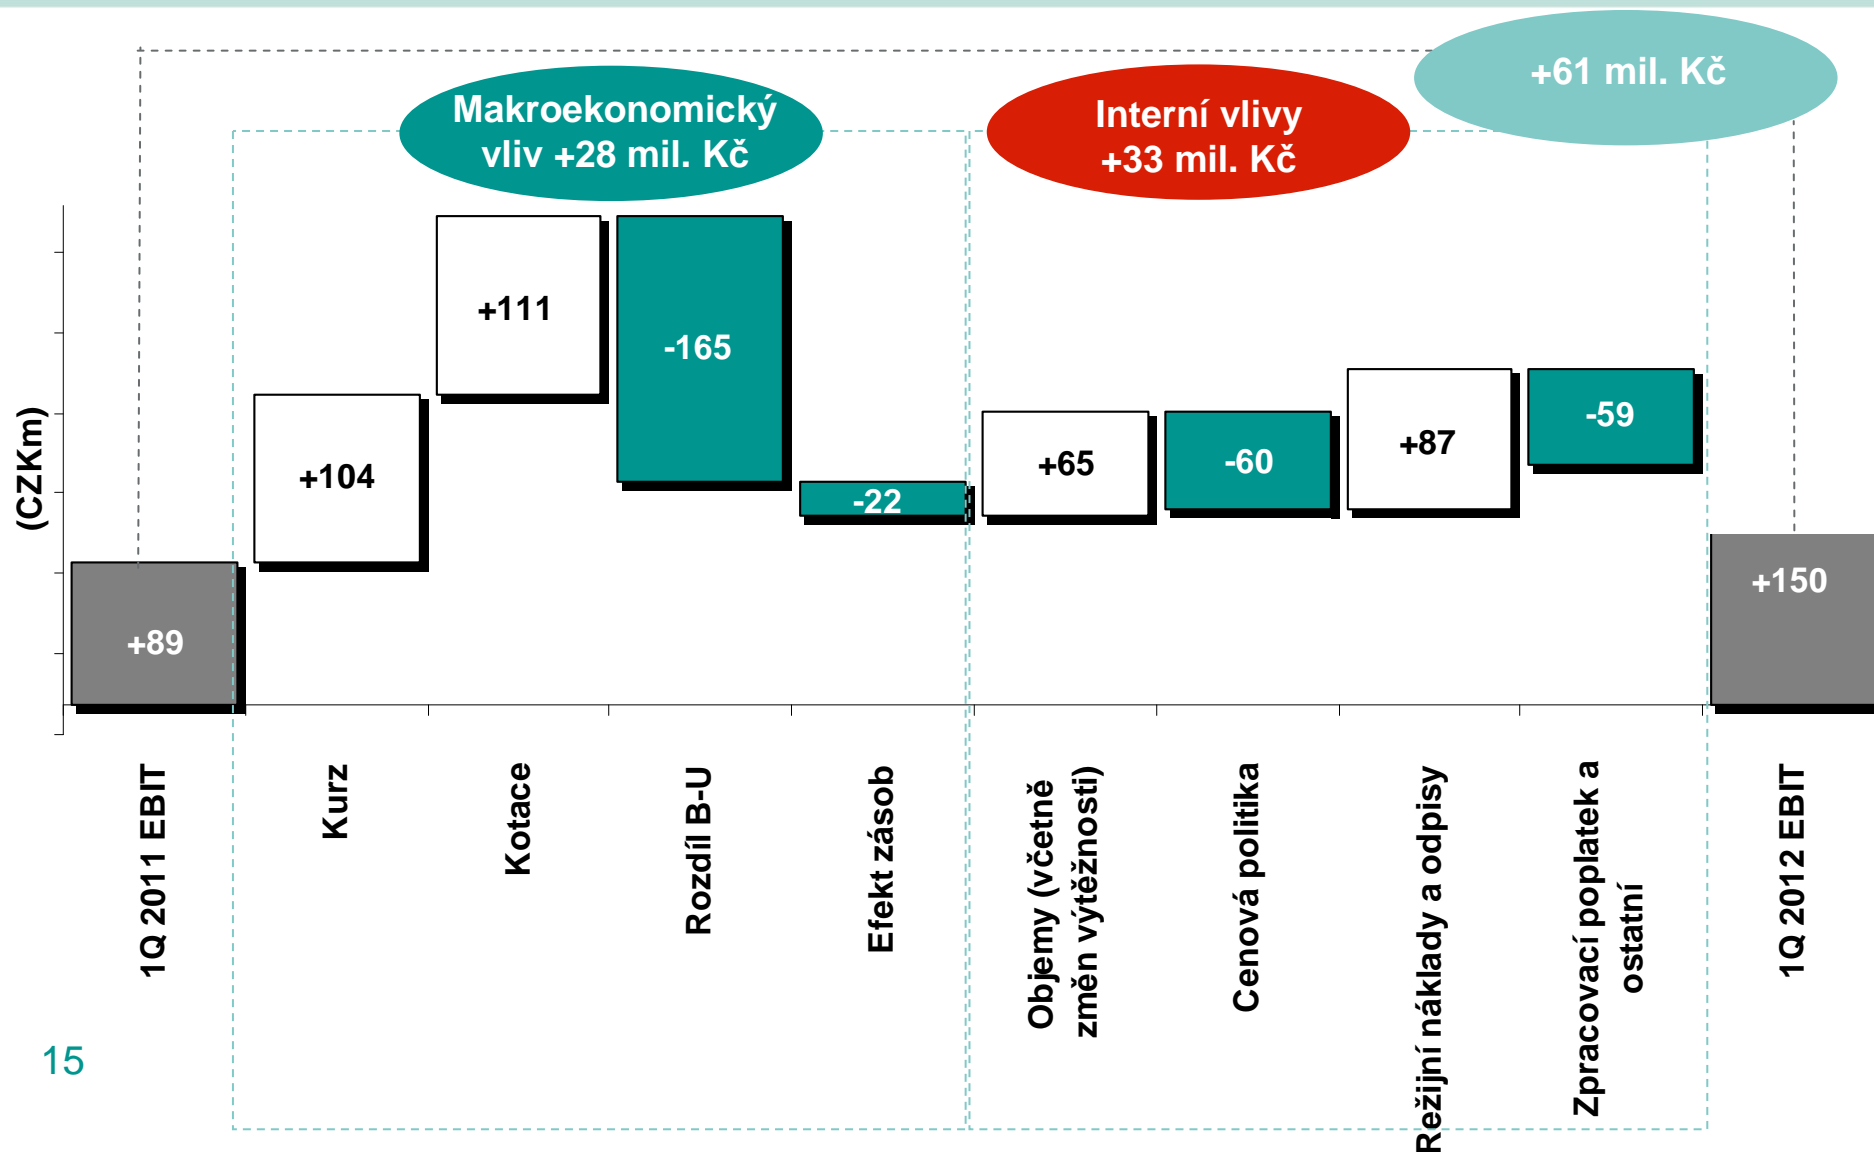 +61 mil. Kč
Makroekonomický
vliv +28 mil. Kč
Interní vlivy
+33 mil. Kč
(CZKm)
+89
+104
+111
-165
-22
+65
-60
+87
-59
+150
1Q 2011 EBIT
Kurz
Kotace
Rozdíl B-U
Efekt zásob
Objemy (včetně
změn výtěžnosti)
Cenová politika
Režijní náklady a odpisy
Zpracovací poplatek a
ostatní
1Q 2012 EBIT
15